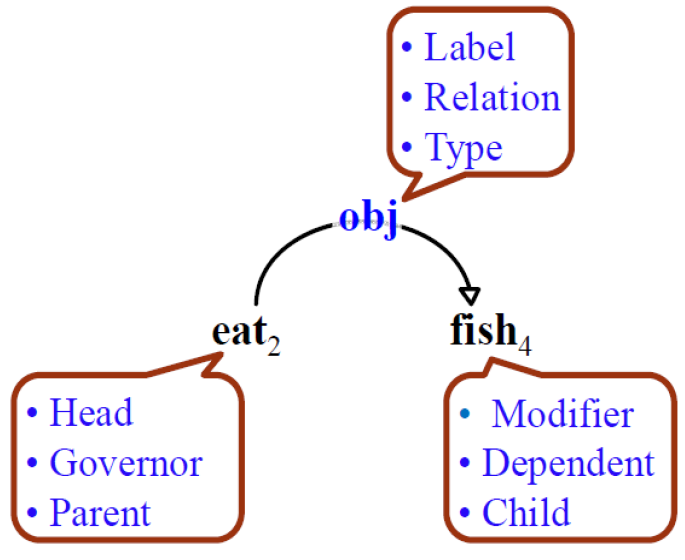 • Label
• Relation
• Type
obj
eat₂ fish₄
• Head
• Governor
• Parent
• Modifier
• Dependent
• Child